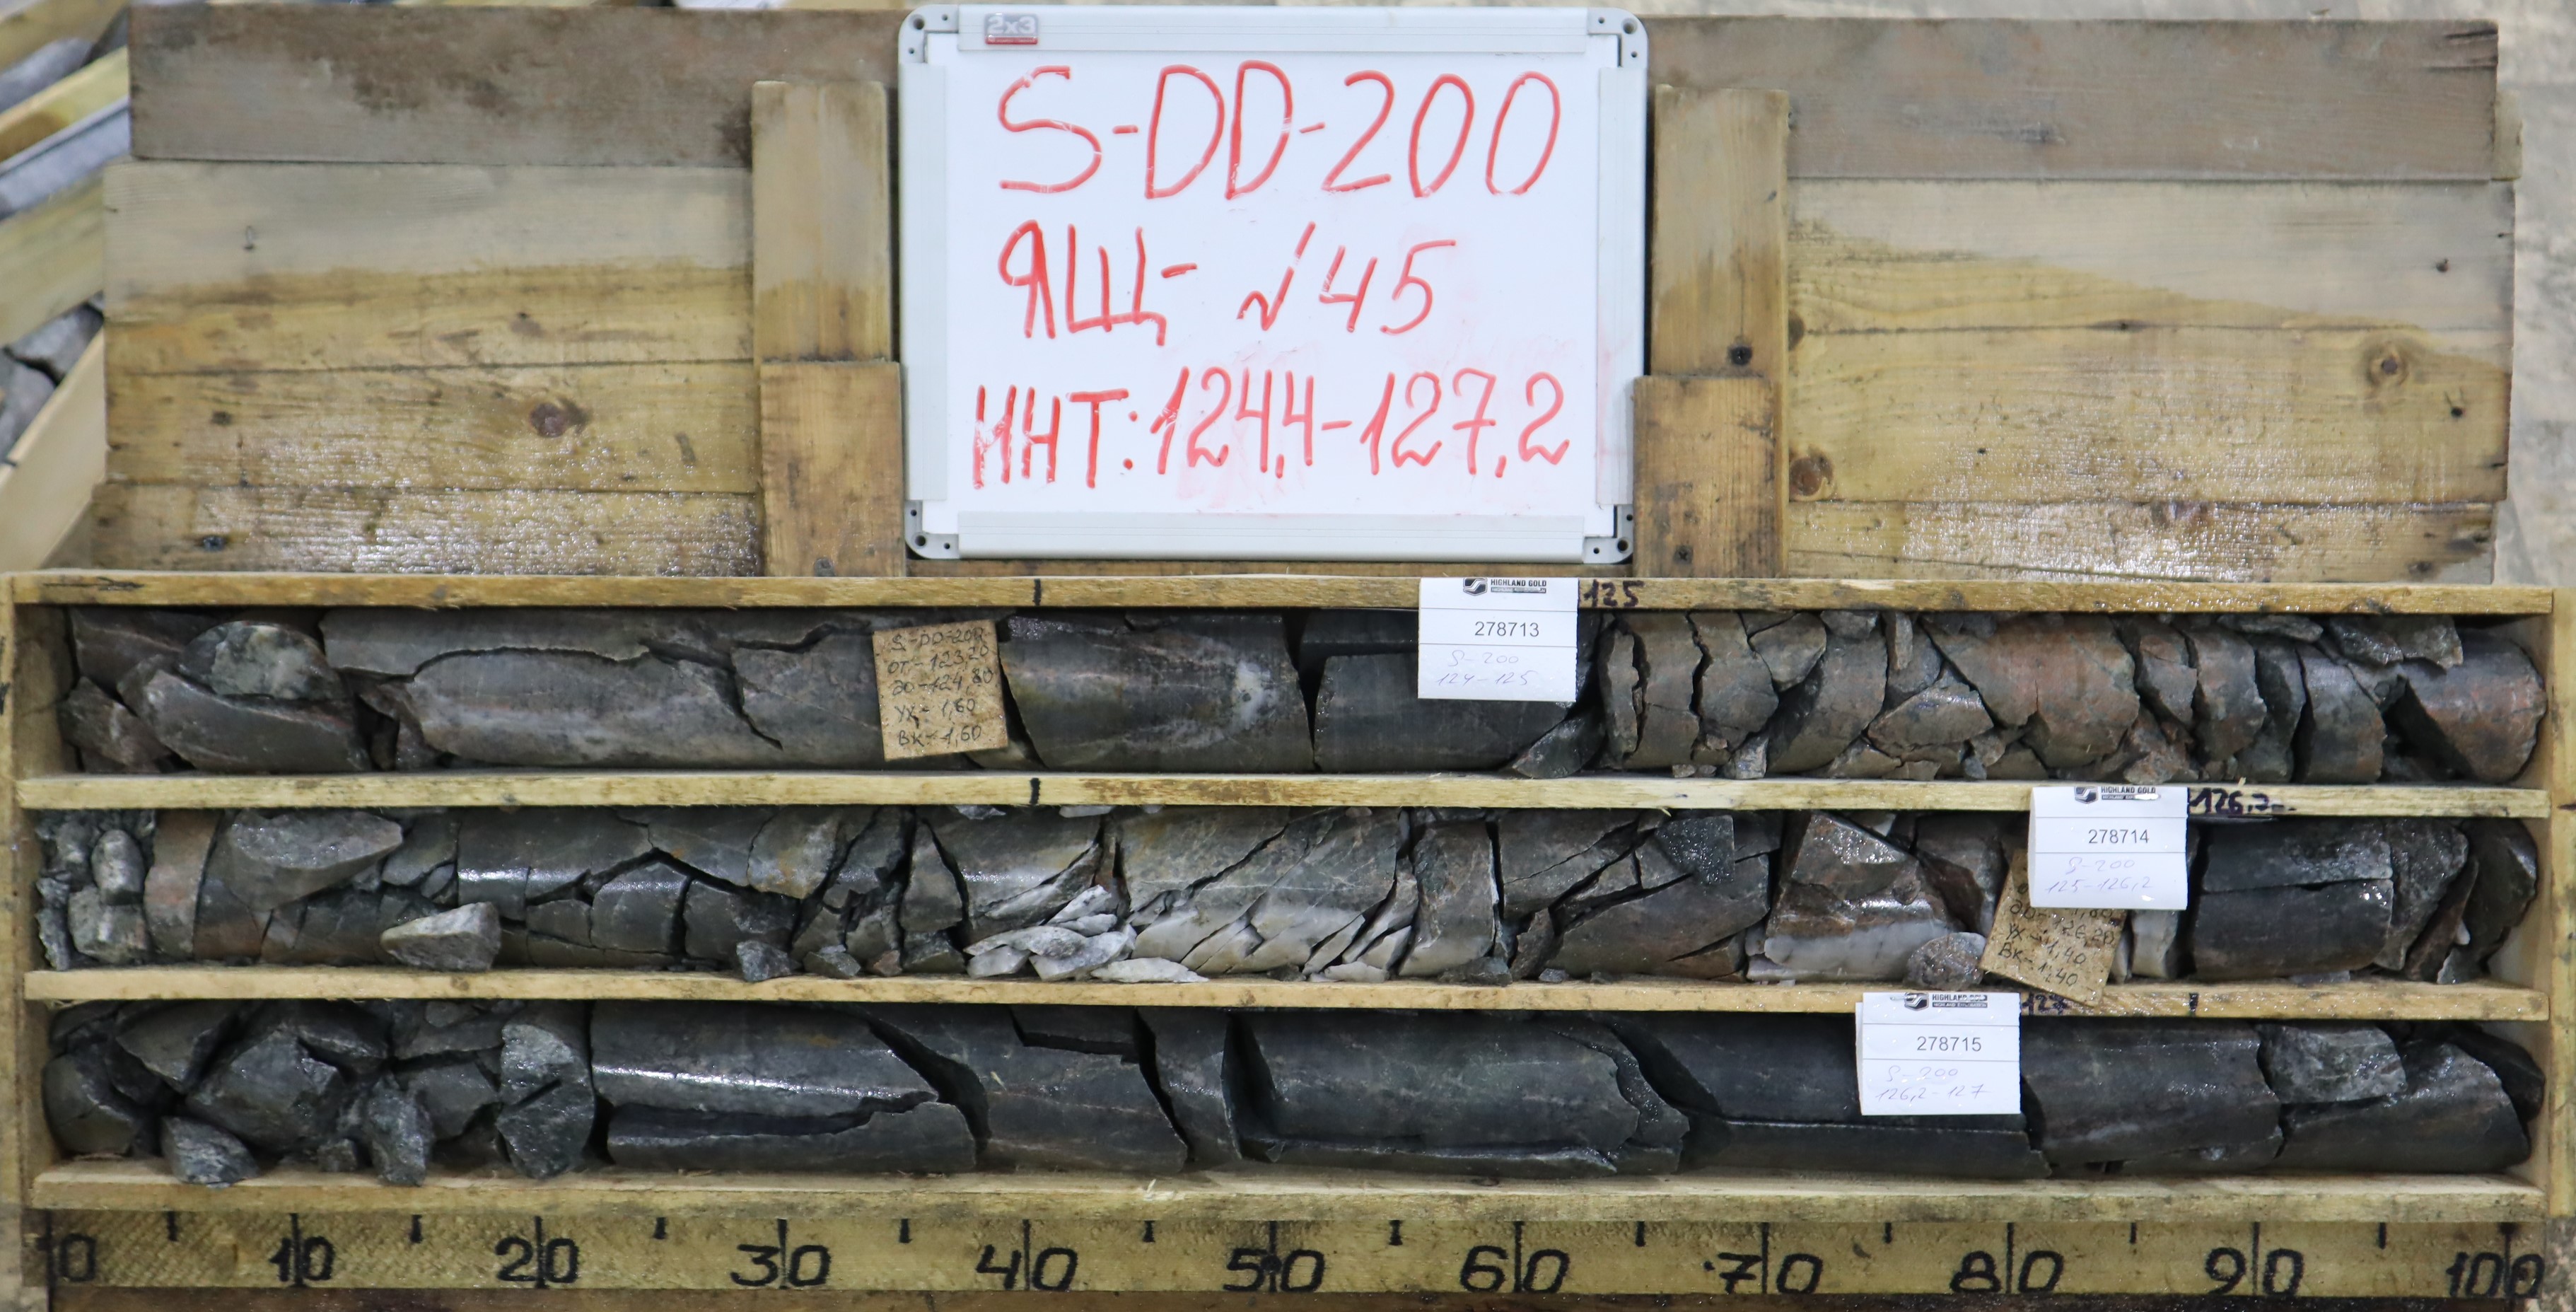 2x3
S-DD-200
ЯЩ- №45
ИНТ: 124,4-127,2
HIGHLAND GOLD
125
278713
S-200
124-125
S-DD-200
ОТ-123,20
ДО-124,80
УХ-1,60
ВК-1,60
HIGHLAND GOLD
126,2
278714
S-200
125-126,2
126,20
УХ-1,40
ВК-1,40
HIGHLAND GOLD
127
278715
S-200
126,2-127
0 10 20 30 40 50 60 70 80 90 100